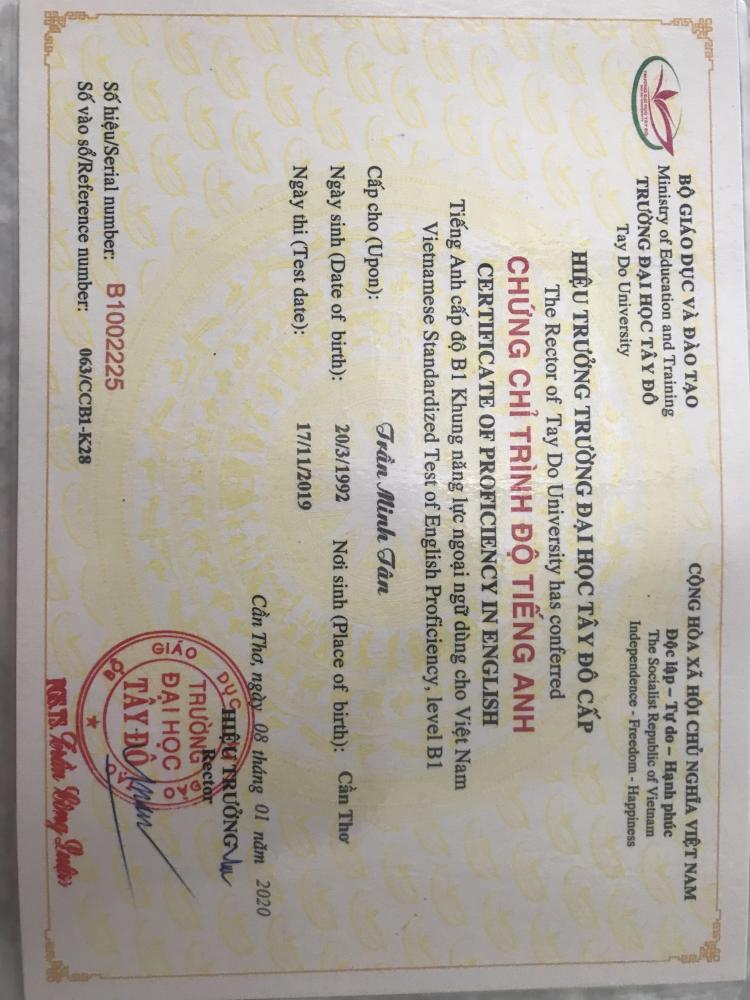 BỘ GIÁO DỤC VÀ ĐÀO TẠO
Ministry of Education and Training
TRƯỜNG ĐẠI HỌC TÂY ĐÔ
Tay Do University
CỘNG HÒA XÃ HỘI CHỦ NGHĨA VIỆT NAM
Độc lập – Tự do – Hạnh phúc
The Socialist Republic of Vietnam
Independence - Freedom - Happiness
HIỆU TRƯỞNG TRƯỜNG ĐẠI HỌC TÂY ĐÔ CẤP
The Rector of Tay Do University has conferred
CHỨNG CHỈ TRÌNH ĐỘ TIẾNG ANH
CERTIFICATE OF PROFICIENCY IN ENGLISH
Tiếng Anh cấp độ B1 Khung năng lực ngoại ngữ dùng cho Việt Nam
Vietnamese Standardized Test of English Proficiency, level B1
Cấp cho (Upon): Trần Minh Tân
Ngày sinh (Date of birth): 20/3/1992 Nơi sinh (Place of birth): Cần Thơ
Ngày thi (Test date): 17/11/2019
Cần Thơ, ngày 08 tháng 01 năm 2020
HIỆU TRƯỞNG
Rector
GIÁO DỤC
TRƯỜNG
ĐẠI HỌC
TÂY ĐÔ
Số hiệu/Serial number: B1002225
Số vào sổ/Reference number: 063/CCB1-K28
PGS.TS Trần Công Luận